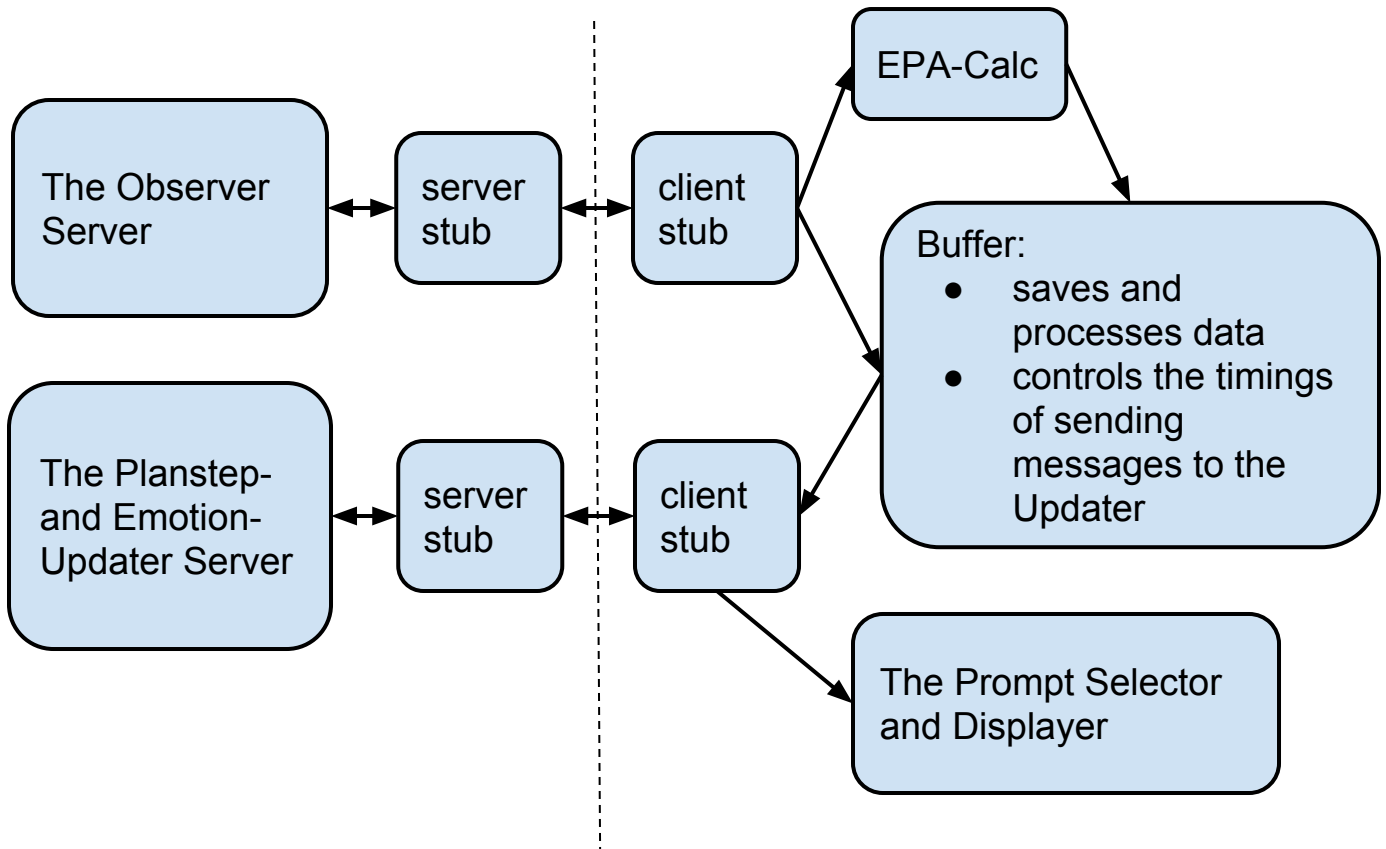 EPA-Calc
The Observer
Server
server
stub
client
stub
Buffer:
● saves and
processes data
● controls the timings
of sending
messages to the
Updater
The Planstep-
and Emotion-
Updater Server
server
stub
client
stub
The Prompt Selector
and Displayer